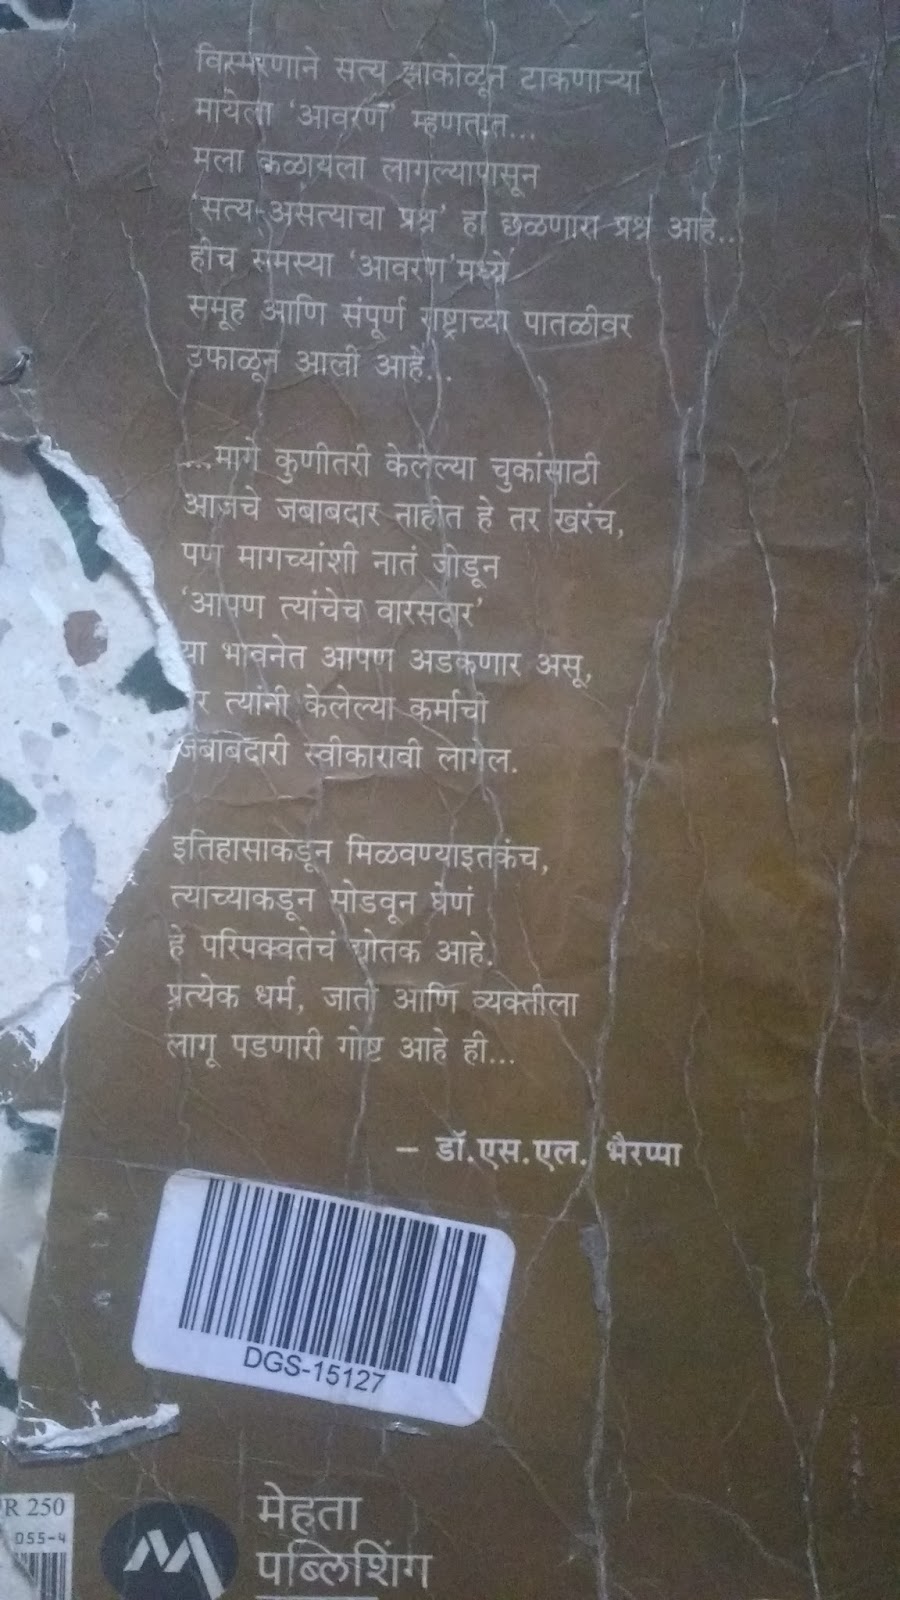 विस्मरणाने सत्य झाकोळून टाकणाऱ्या
मायेला ‘आवरण’ म्हणतात...
मला कळायला लागल्यापासून
‘सत्य-असत्याचा प्रश्न’ हा छळणारा प्रश्न आहे...
हीच समस्या ‘आवरण’मध्ये
समूह आणि संपूर्ण राष्ट्राच्या पातळीवर
उफाळून आली आहे...
...मागे कुणीतरी केलेल्या चुकांसाठी
आजचे जबाबदार नाहीत हे तर खरंच,
पण मागच्यांशी नातं जोडून
‘आपण त्यांचेच वारसदार’
या भावनेत आपण अडकणार असू,
र त्यांनी केलेल्या कर्माची
जबाबदारी स्वीकारावी लागेल.
इतिहासाकडून मिळवण्याइतकंच,
त्याच्याकडून सोडवून घेणं
हे परिपक्वतेचं द्योतक आहे.
प्रत्येक धर्म, जाती आणि व्यक्तीला
लागू पडणारी गोष्ट आहे ही...
– डॉ.एस.एल. भैरप्पा
DGS-15127
R 250
055-4
मेहता
पब्लिशिंग